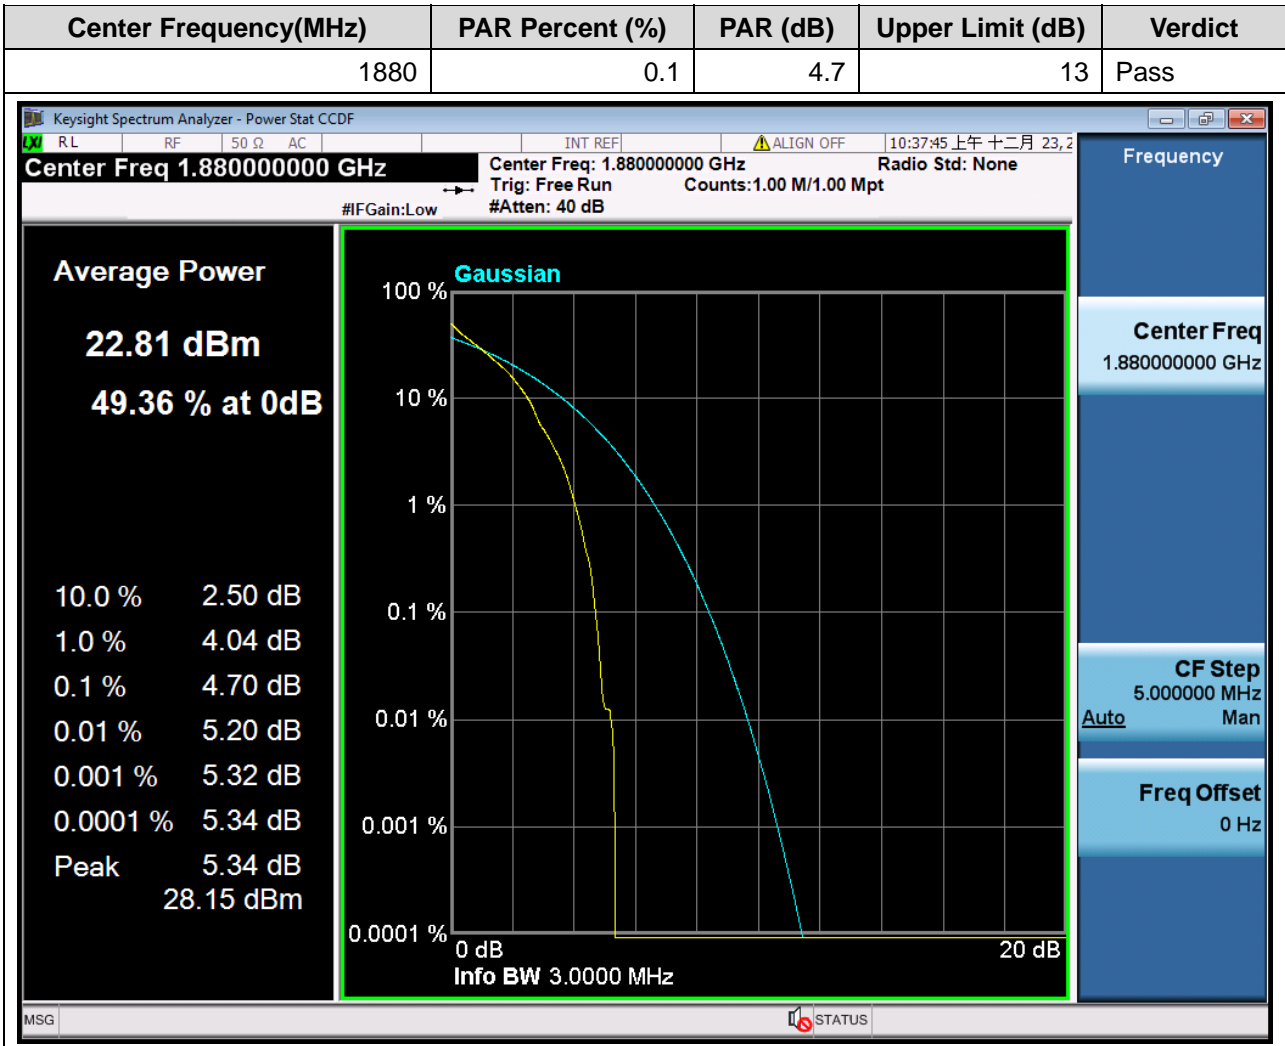 Center Frequency(MHz) PAR Percent (%) PAR (dB) Upper Limit (dB) Verdict
1880 0.1 4.7 13 Pass
Keysight Spectrum Analyzer - Power Stat CCDF
LXI RL RF 50 Ω AC INT REF ALIGN OFF 10:37:45 上午 十二月 23, 2
Center Freq 1.880000000 GHz
Center Freq: 1.880000000 GHz Radio Std: None
Trig: Free Run Counts:1.00 M/1.00 Mpt
#IFGain:Low #Atten: 40 dB
Average Power
22.81 dBm
49.36 % at 0dB
10.0 % 2.50 dB
1.0 % 4.04 dB
0.1 % 4.70 dB
0.01 % 5.20 dB
0.001 % 5.32 dB
0.0001 % 5.34 dB
Peak 5.34 dB
28.15 dBm
Gaussian
100 %
10 %
1 %
0.1 %
0.01 %
0.001 %
0.0001 %
0 dB 20 dB
Info BW 3.0000 MHz
Frequency
Center Freq
1.880000000 GHz
CF Step
5.000000 MHz
Auto Man
Freq Offset
0 Hz
MSG STATUS